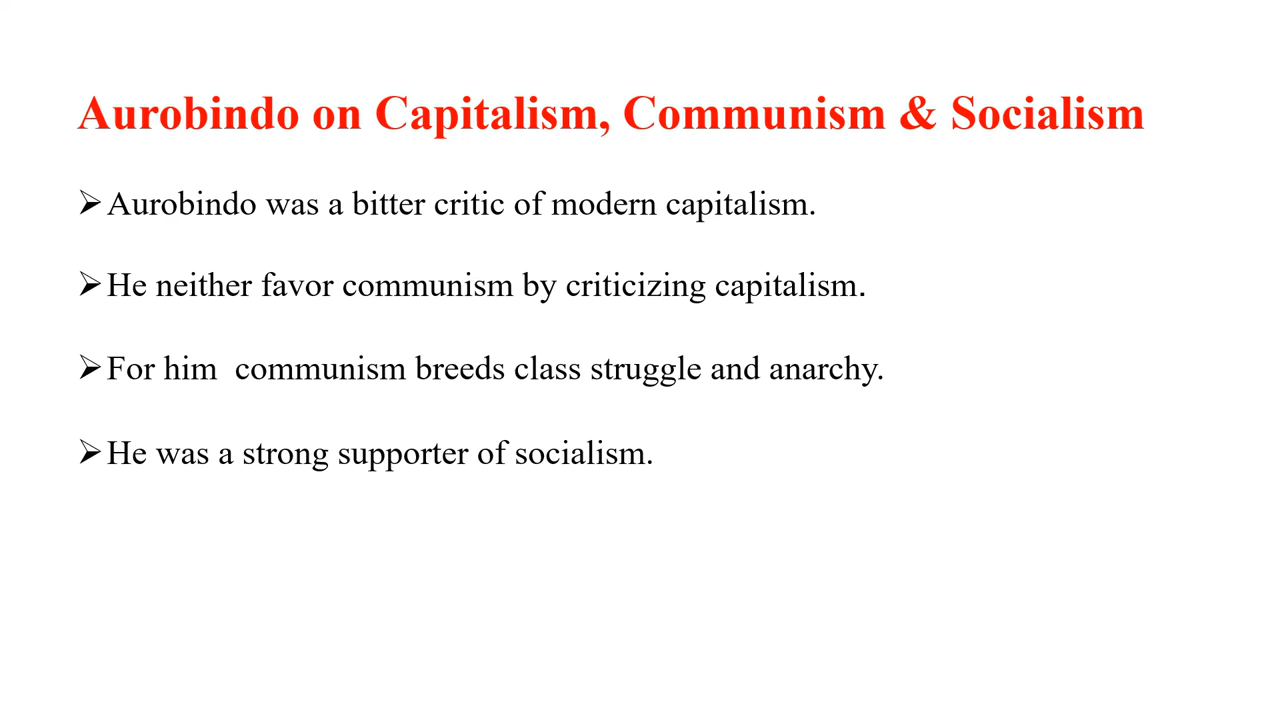 Aurobindo on Capitalism, Communism & Socialism
➢Aurobindo was a bitter critic of modern capitalism.
➢He neither favor communism by criticizing capitalism.
➢For him  communism breeds class struggle and anarchy.
➢He was a strong supporter of socialism.